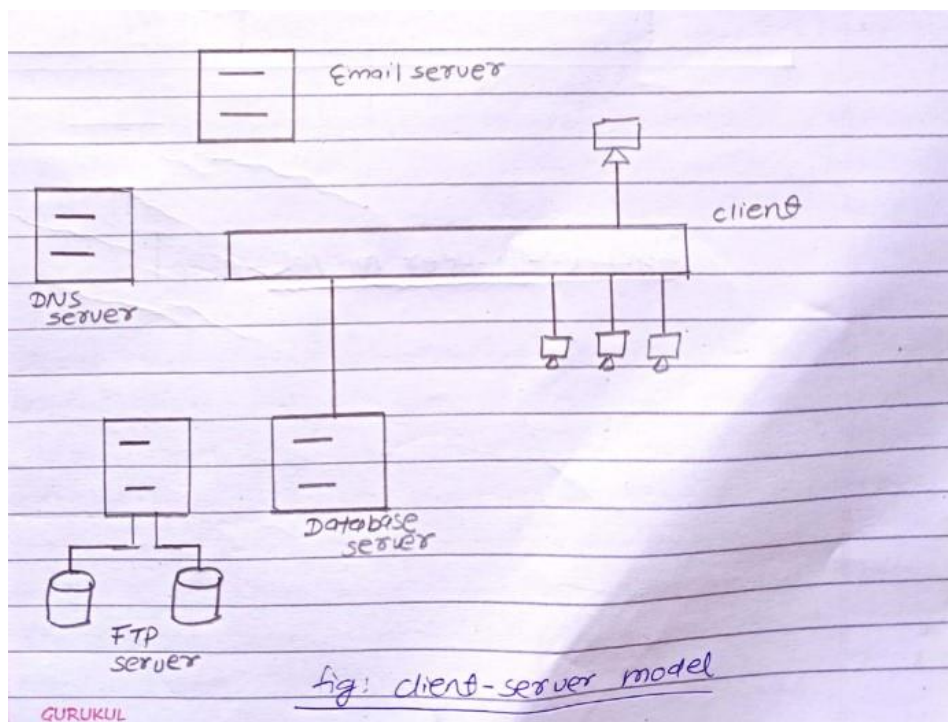 Email server
client
DNS
server
Database
server
FTP
server
fig: client-server model
GURUKUL